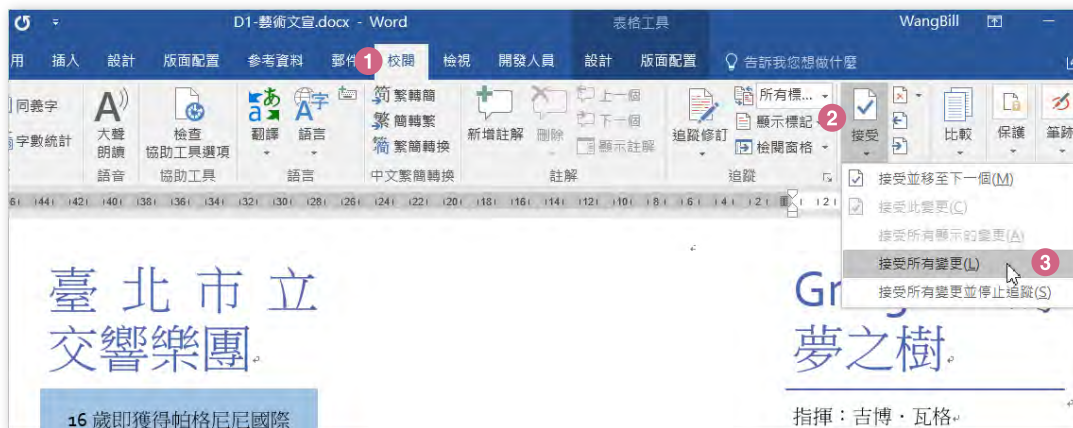 D1-藝術文宣.docx - Word 表格工具 WangBill
用 插入 設計 版面配置 參考資料 郵件 1 校閱 檢視 開發人員 設計 版面配置 告訴我您想做什麼
同義字
字數統計
大聲朗讀
語音
檢查協助工具選項
協助工具
翻譯 語言
語言
繁轉簡
簡轉繁
繁簡轉換
中文繁簡轉換
新增註解 刪除
上一個
下一個
顯示註解
註解
追蹤修訂
所有標...
顯示標記
檢閱窗格
追蹤
2
接受
比較 保護 筆跡
接受並移至下一個(M)
接受此變更(C)
接受所有顯示的變更(A)
接受所有變更(L) 3
接受所有變更並停止追蹤(S)
臺北市立
交響樂團
16 歲即獲得帕格尼尼國際
Gr
夢之樹
指揮：吉博・瓦格